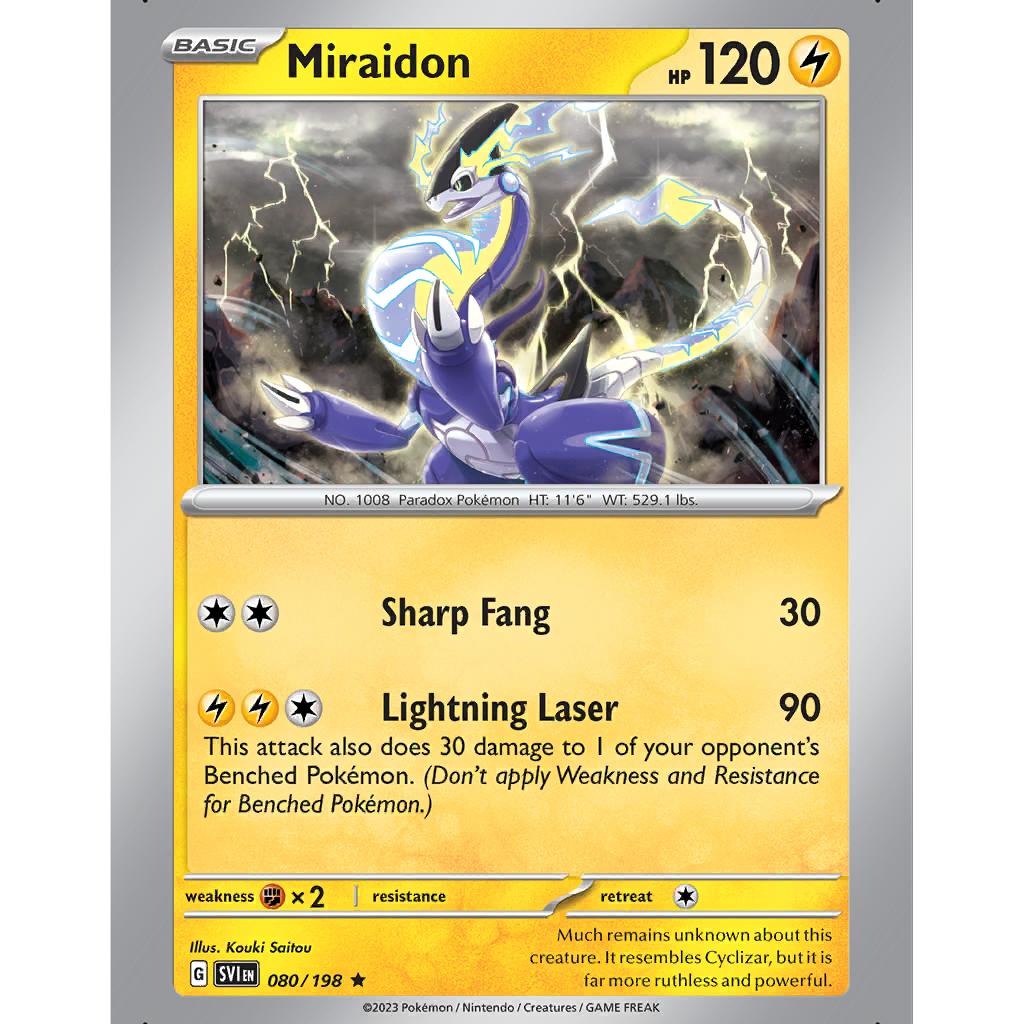 BASIC
Miraidon
HP 120
NO. 1008 Paradox Pokémon HT: 11'6" WT: 529.1 lbs.
Sharp Fang 30
Lightning Laser 90
This attack also does 30 damage to 1 of your opponent's
Benched Pokémon. (Don't apply Weakness and Resistance
for Benched Pokémon.)
weakness ×2 resistance retreat
Illus. Kouki Saitou
G SVI EN 080/198
Much remains unknown about this
creature. It resembles Cyclizar, but it is
far more ruthless and powerful.
©2023 Pokémon / Nintendo / Creatures / GAME FREAK